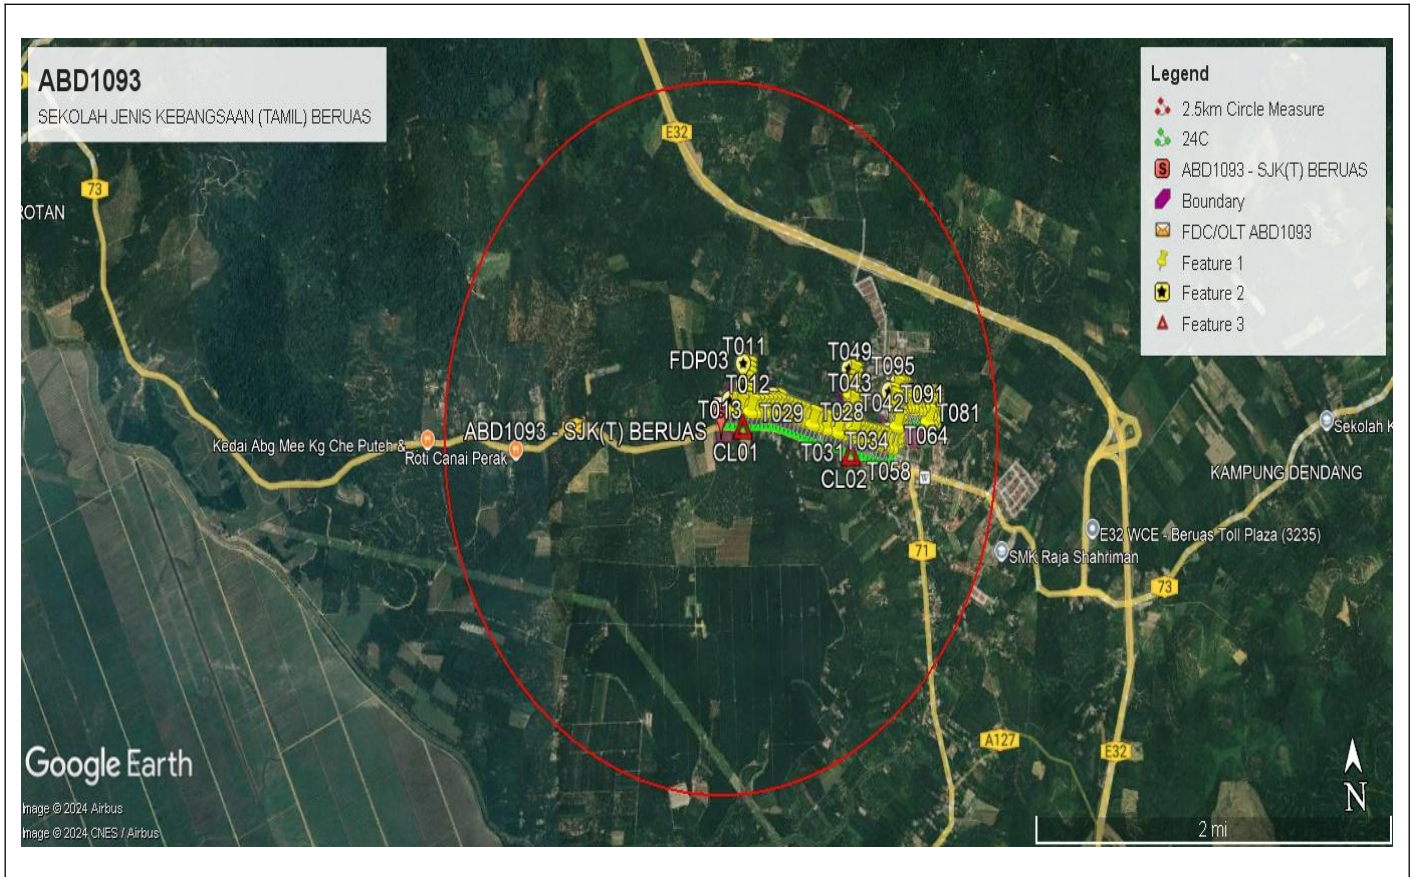 ABD1093
SEKOLAH JENIS KEBANGSAAN (TAMIL) BERUAS
Legend
2.5km Circle Measure
24C
S
ABD1093 - SJK(T) BERUAS
Boundary
FDC/OLT ABD1093
Feature 1
Feature 2
Feature 3
E32
73
ROTAN
T011
FDP03
T049
T095
T012
T043
T091
T042
T013
T029
T028
T081
ABD1093 - SJK(T) BERUAS
T034
T064
Kedai Abg Mee Kg Che Puteh &
Roti Canai Perak
CL01
T031
CL02
T058
W
Sekolah K
KAMPUNG DENDANG
71
E32 WCE - Beruas Toll Plaza (3235)
SMK Raja Shahriman
73
A127
E32
Google Earth
Image © 2024 Airbus
Image © 2024 CNES / Airbus
N
2 mi